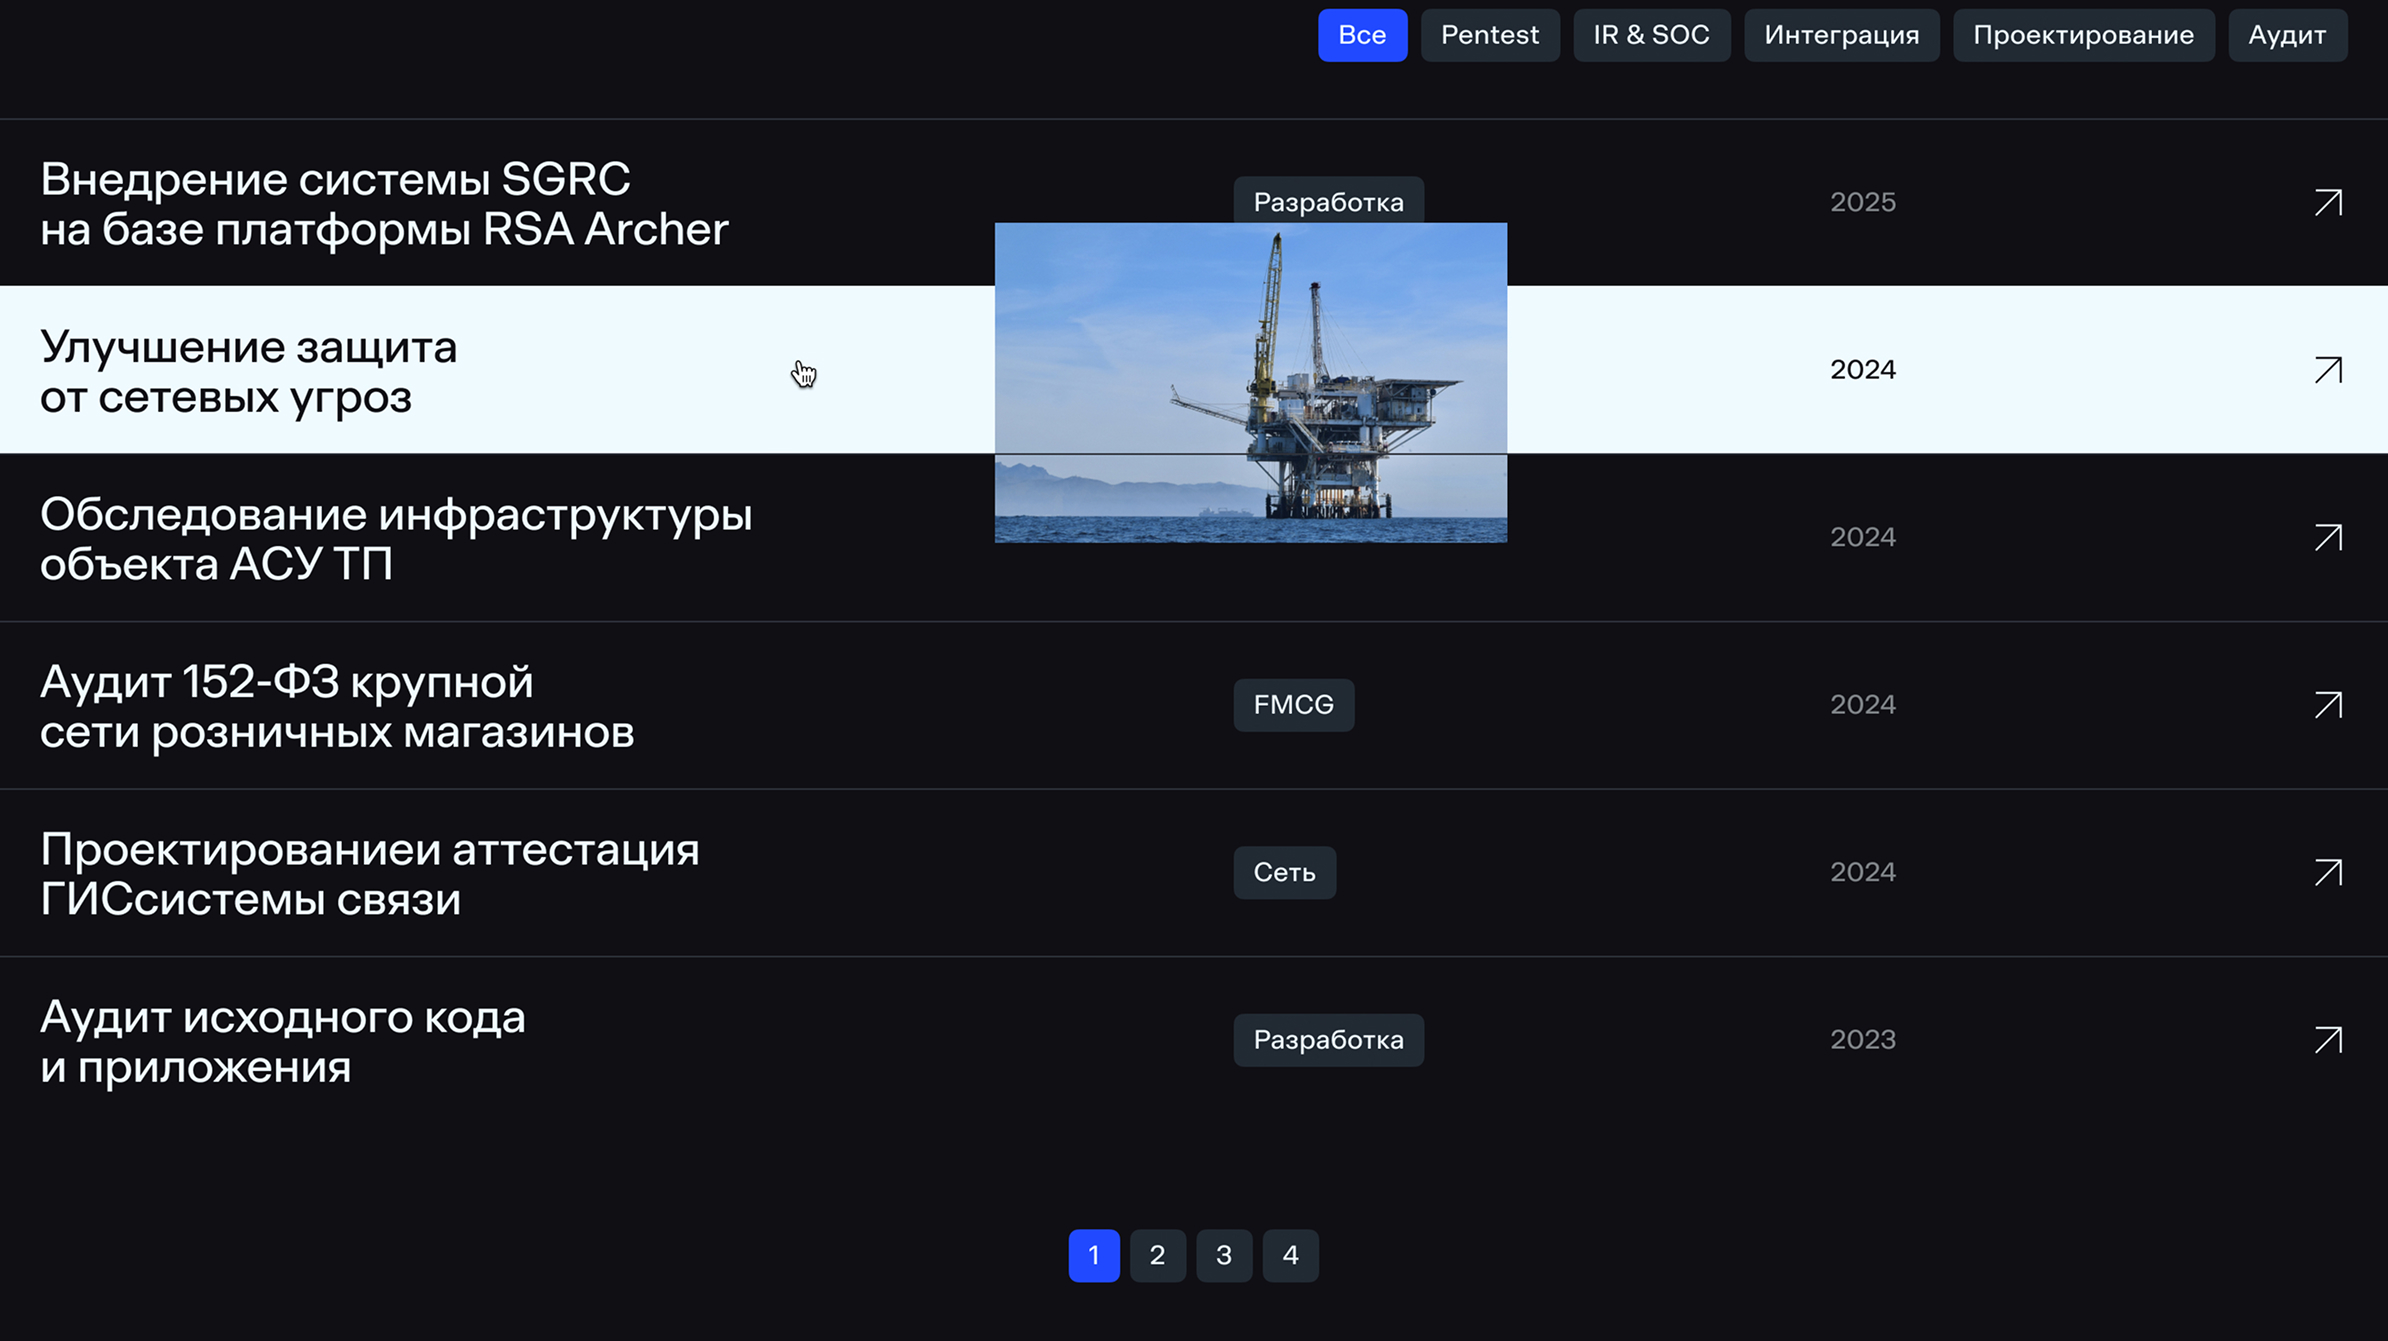 Все Pentest IR & SOC Интеграция Проектирование Аудит
Внедрение системы SGRC
на базе платформы RSA Archer
Разработка
2025
Улучшение защита
от сетевых угроз
2024
Обследование инфраструктуры
объекта АСУ ТП
2024
Аудит 152-ФЗ крупной
сети розничных магазинов
FMCG
2024
Проектированиеи аттестация
ГИСсистемы связи
Сеть
2024
Аудит исходного кода
и приложения
Разработка
2023
1 2 3 4